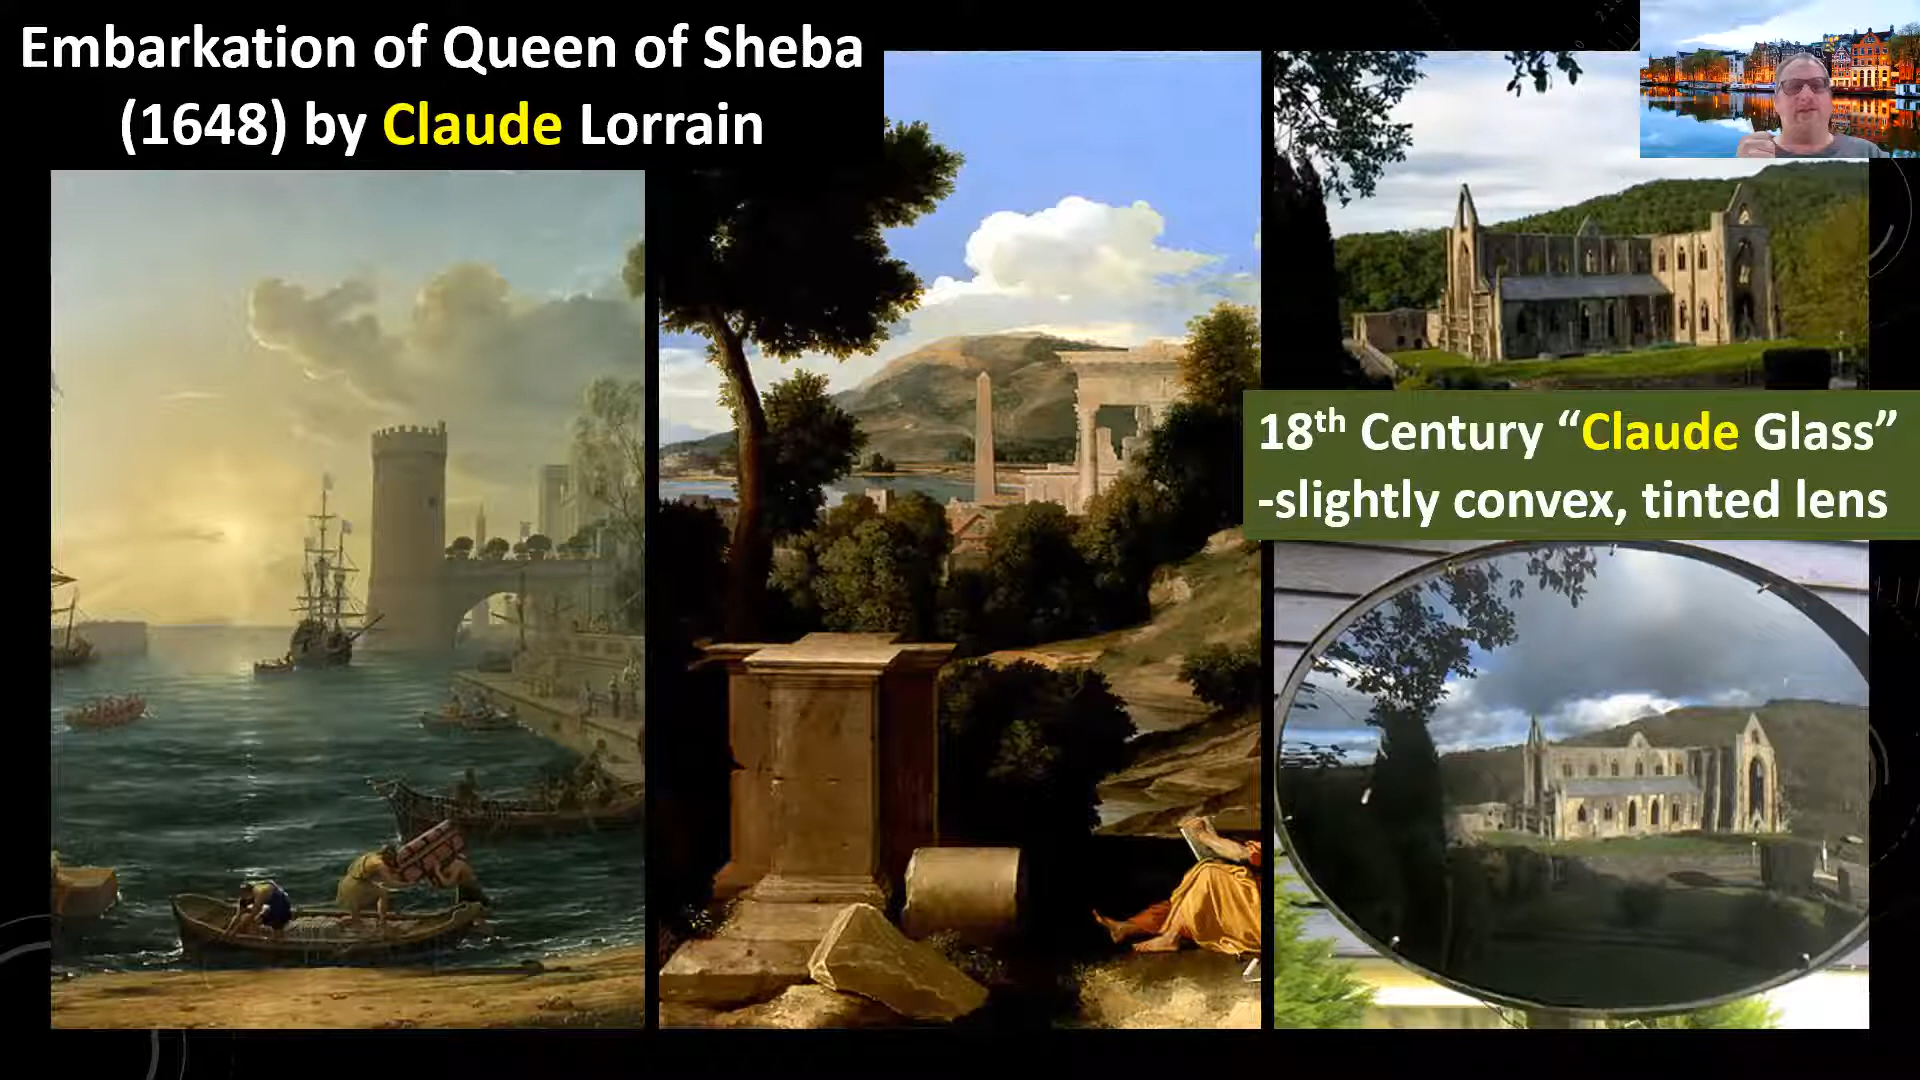 Embarkation of Queen of Sheba
(1648) by Claude Lorrain
18th Century “Claude Glass”
-slightly convex, tinted lens